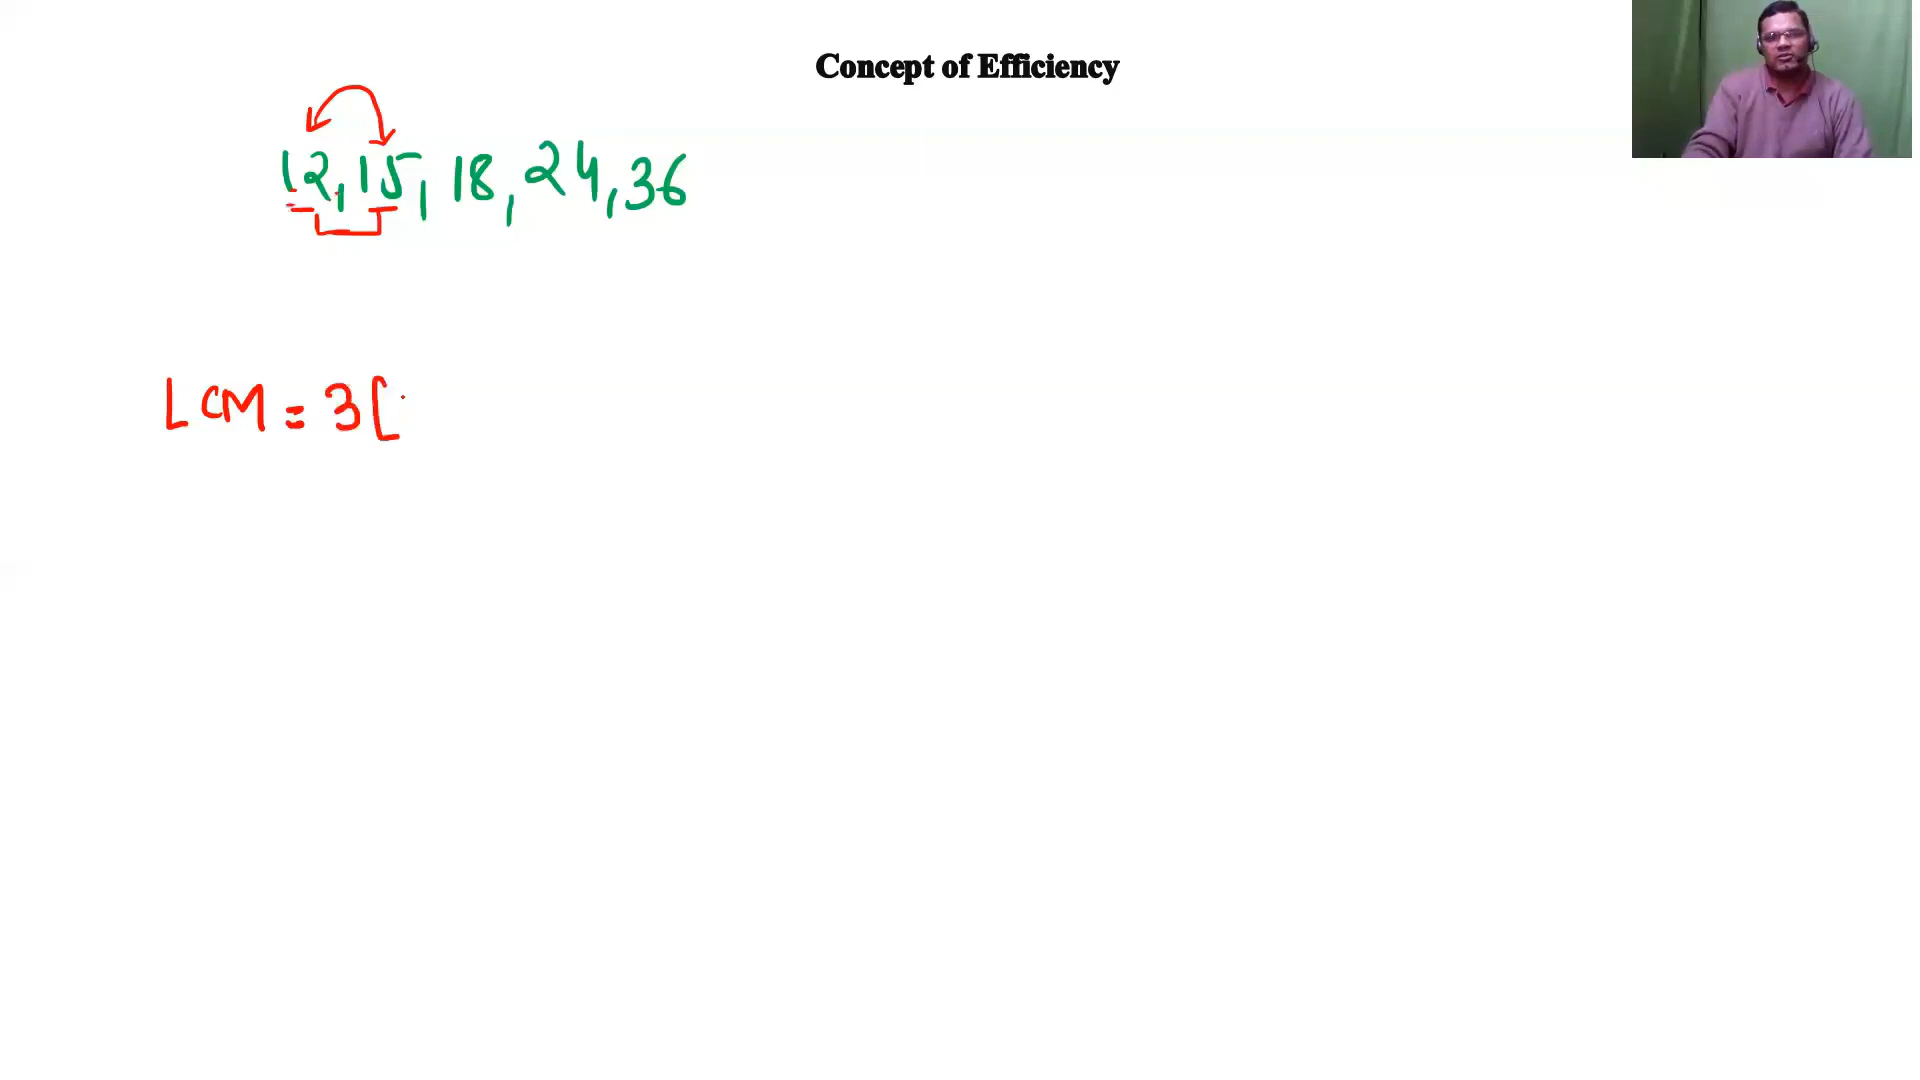 Concept of Efficiency
12, 15, 18, 24, 36
LCM = 3[